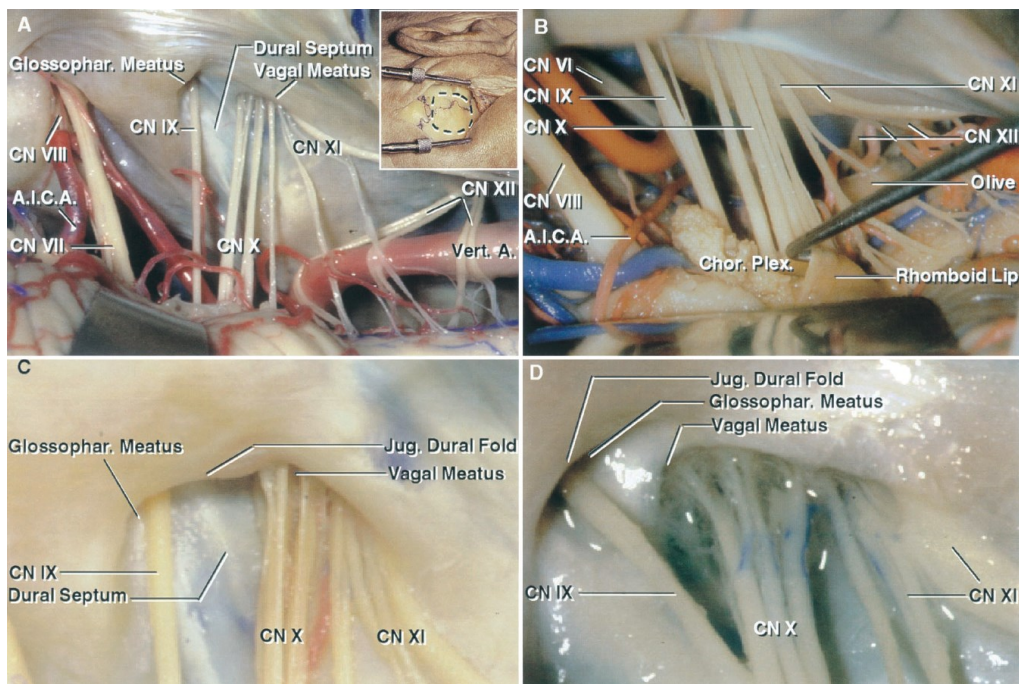 A
Dural Septum
Glossophar. Meatus
Vagal Meatus
CN IX
CN XI
CN VIII
CN XII
A.I.C.A.
CN VII
CN X
Vert. A.
B
CN VI
CN XI
CN IX
CN X
CN XII
Olive
CN VIII
A.I.C.A.
Chor. Plex.
Rhomboid Lip
C
Glossophar. Meatus
Jug. Dural Fold
Vagal Meatus
CN IX
Dural Septum
CN X
CN XI
D
Jug. Dural Fold
Glossophar. Meatus
Vagal Meatus
CN IX
CN XI
CN X